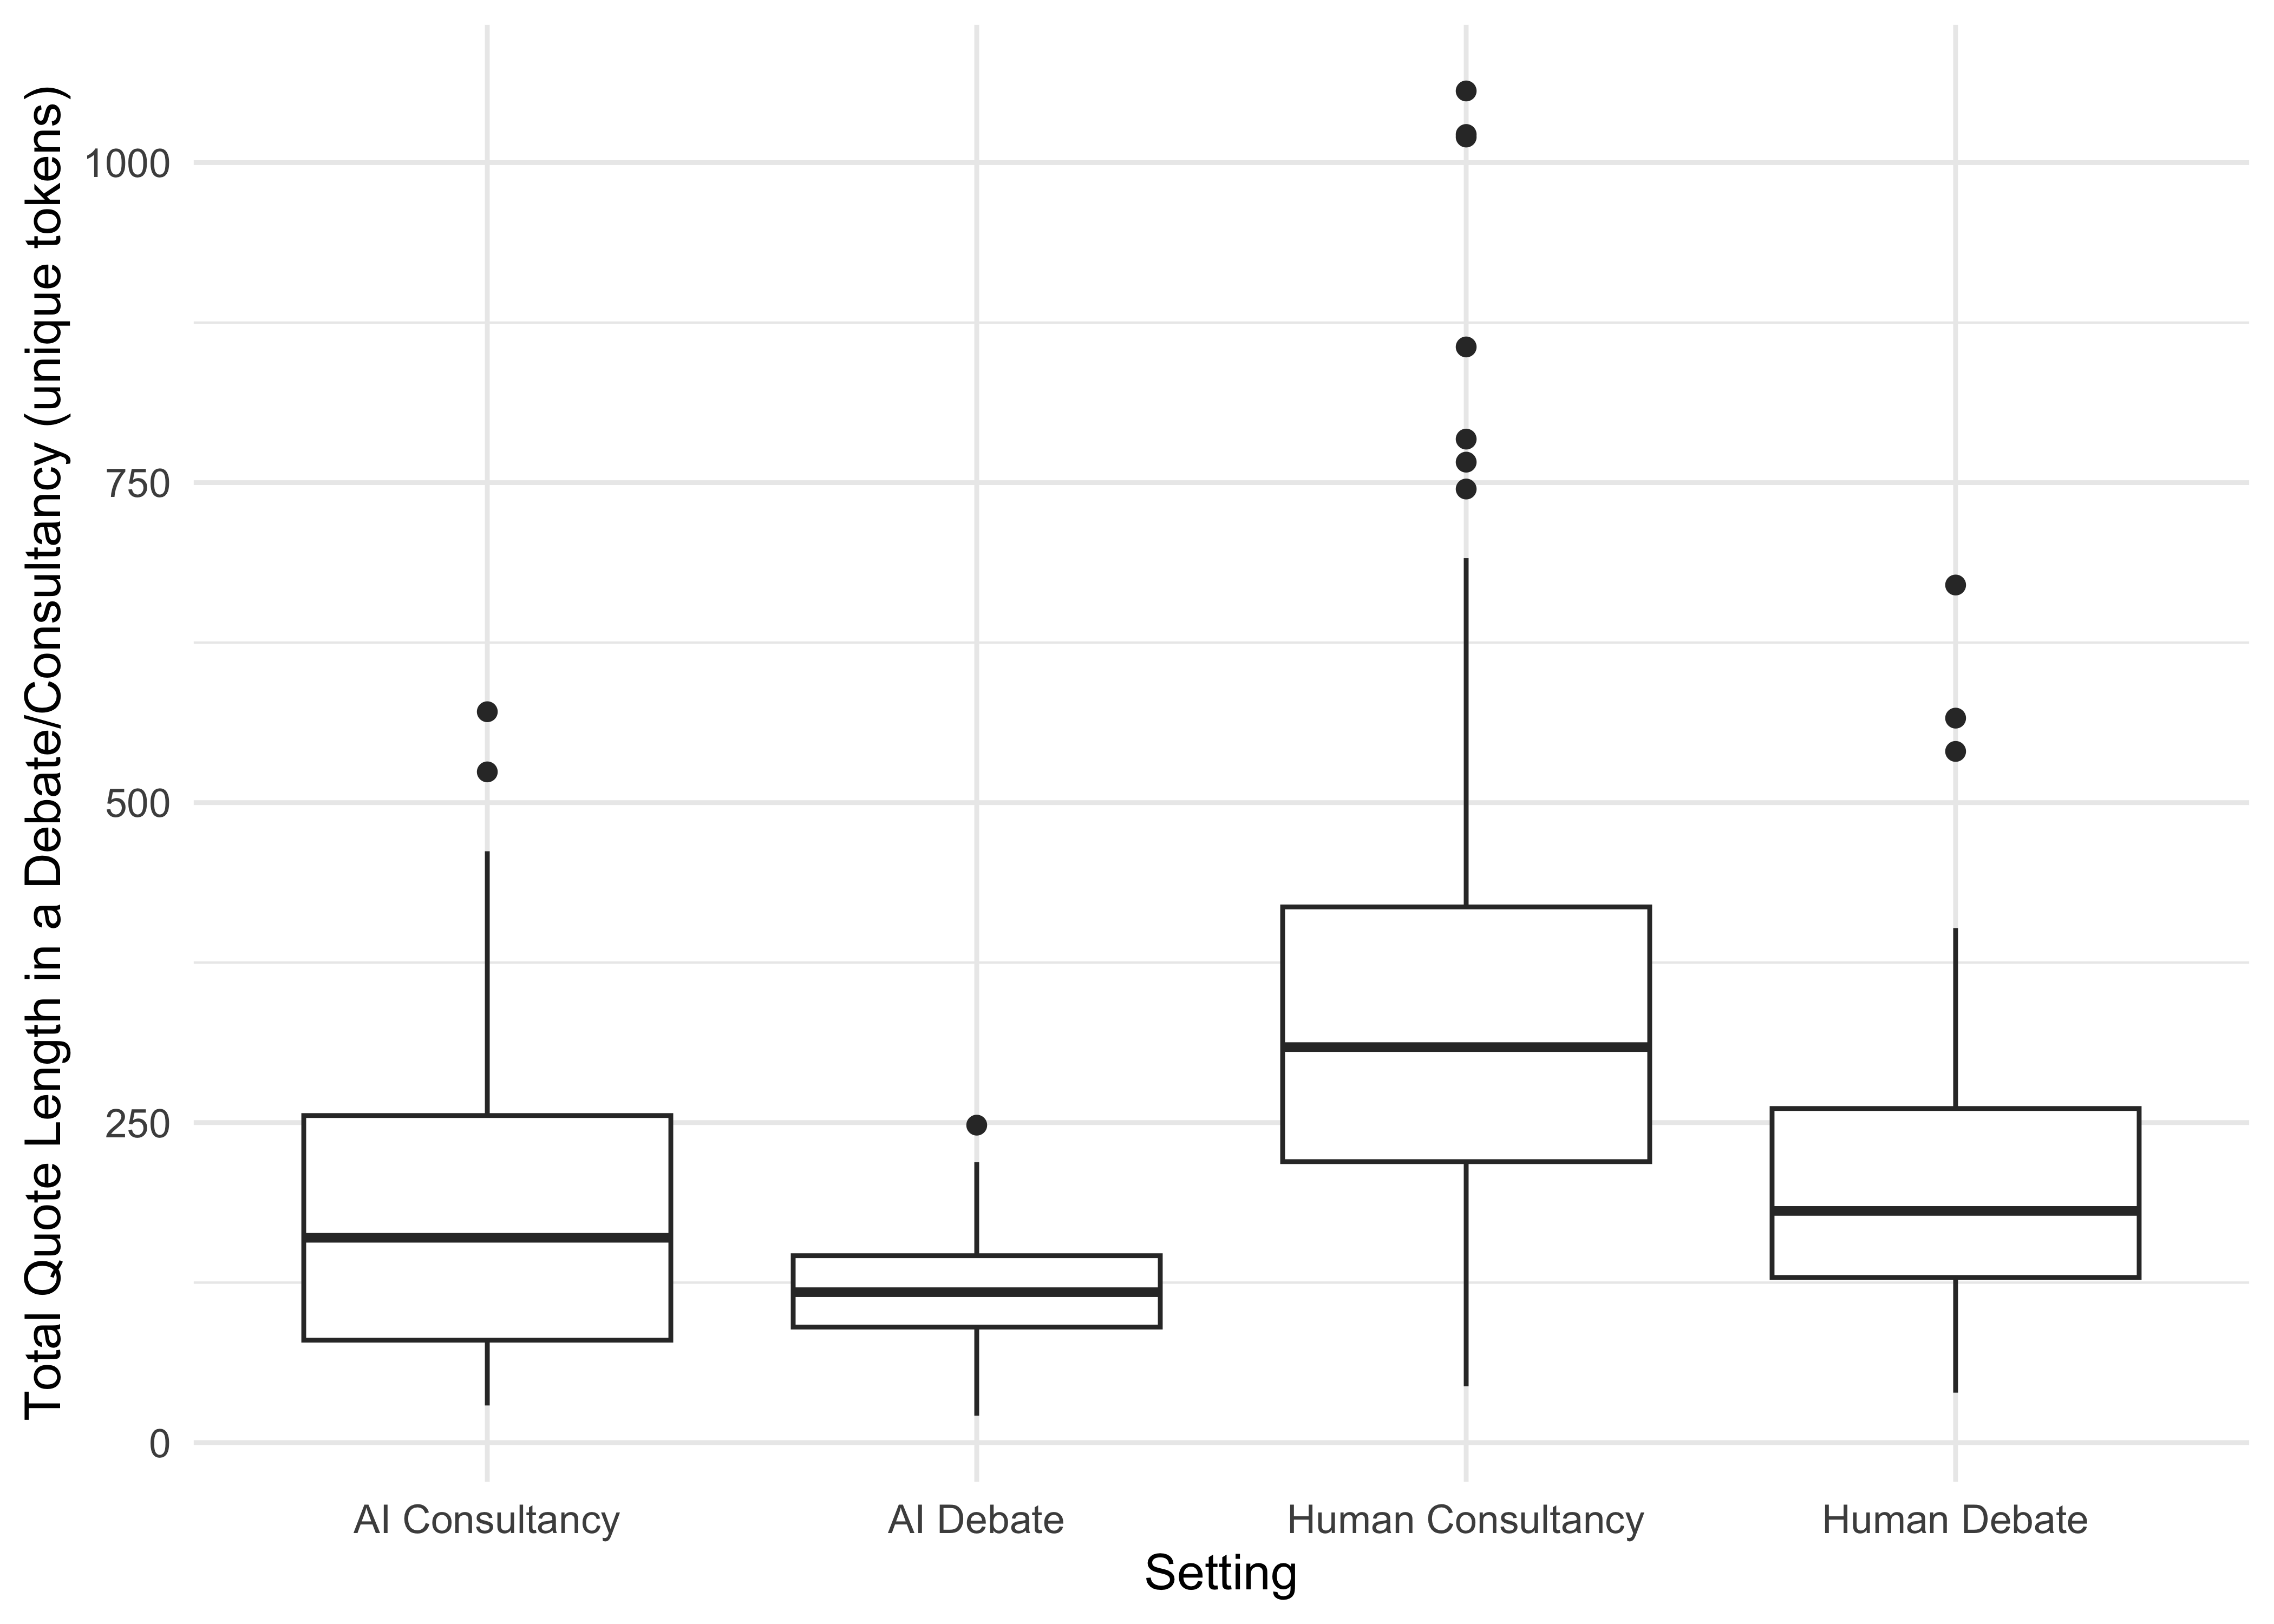 Total Quote Length in a Debate/Consultancy (unique tokens)
1000
750
500
250
0
AI Consultancy
AI Debate
Human Consultancy
Human Debate
Setting